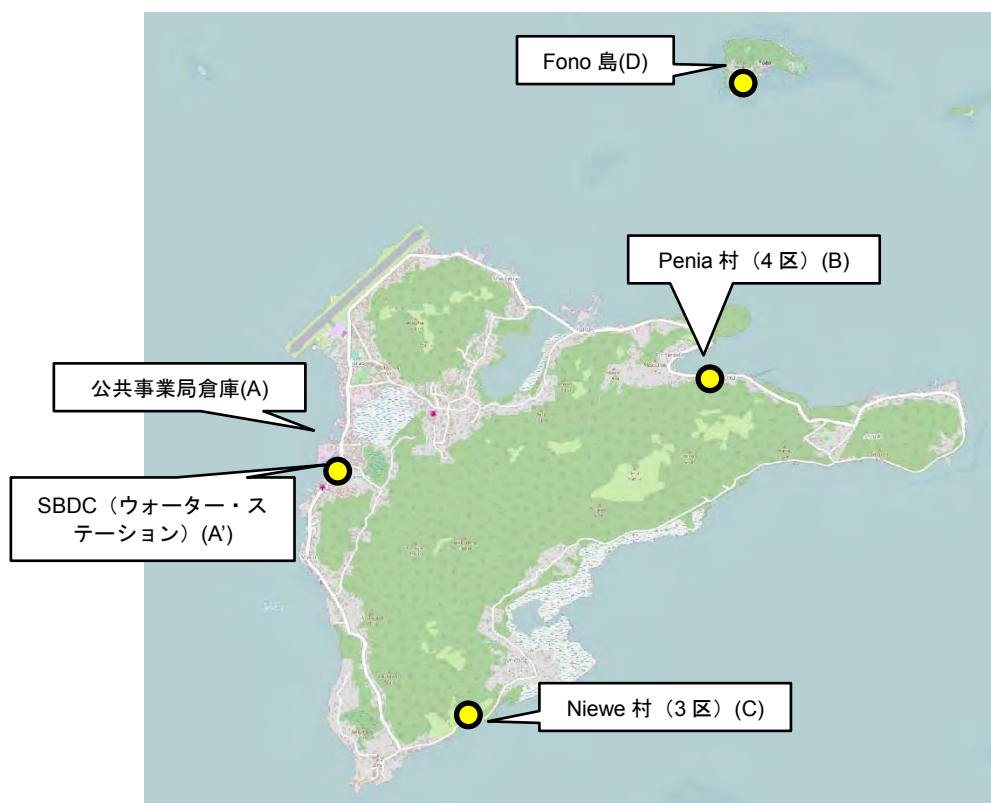 Fono 島(D)
Penia 村（4 区）(B)
公共事業局倉庫(A)
SBDC（ウォーター・ス
テーション）(A’)
Niewe 村（3 区）(C)